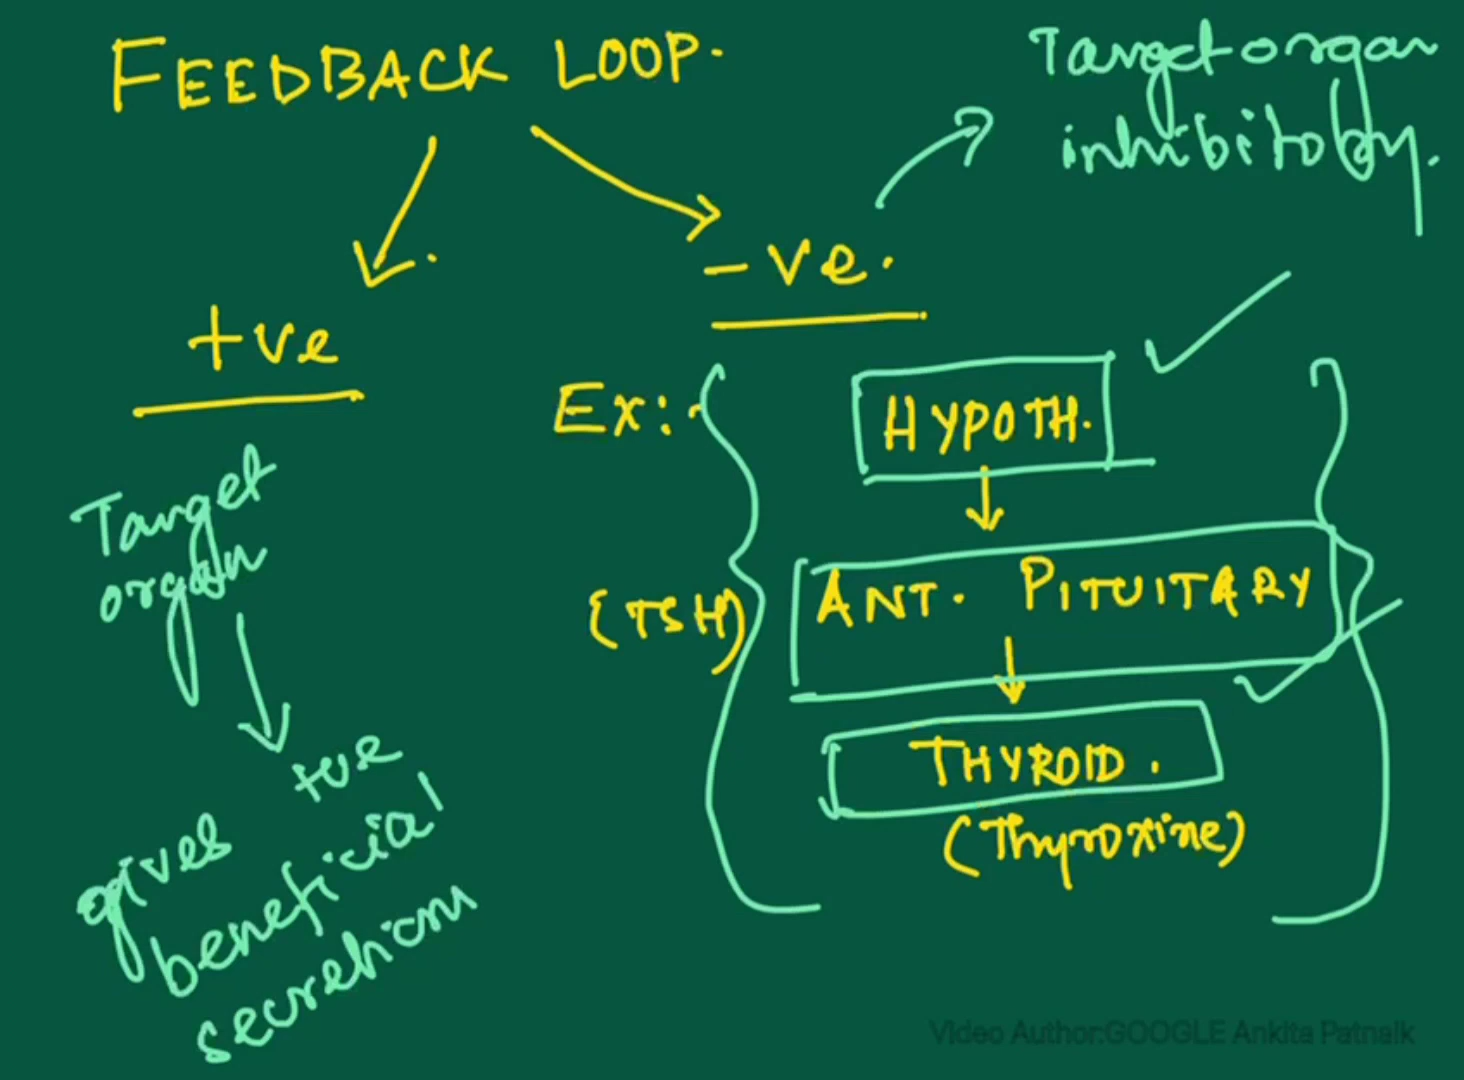 FEEDBACK LOOP.
+ve
- ve.
Target organ
inhibitoby.
Target
organ
gives +ve
beneficial
secretion
Ex:-
HYPOTH.
ANT. PITUITARY
(TSH)
THYROID.
(Thyroxine)
Video Author:GOOGLE Ankita Patnaik